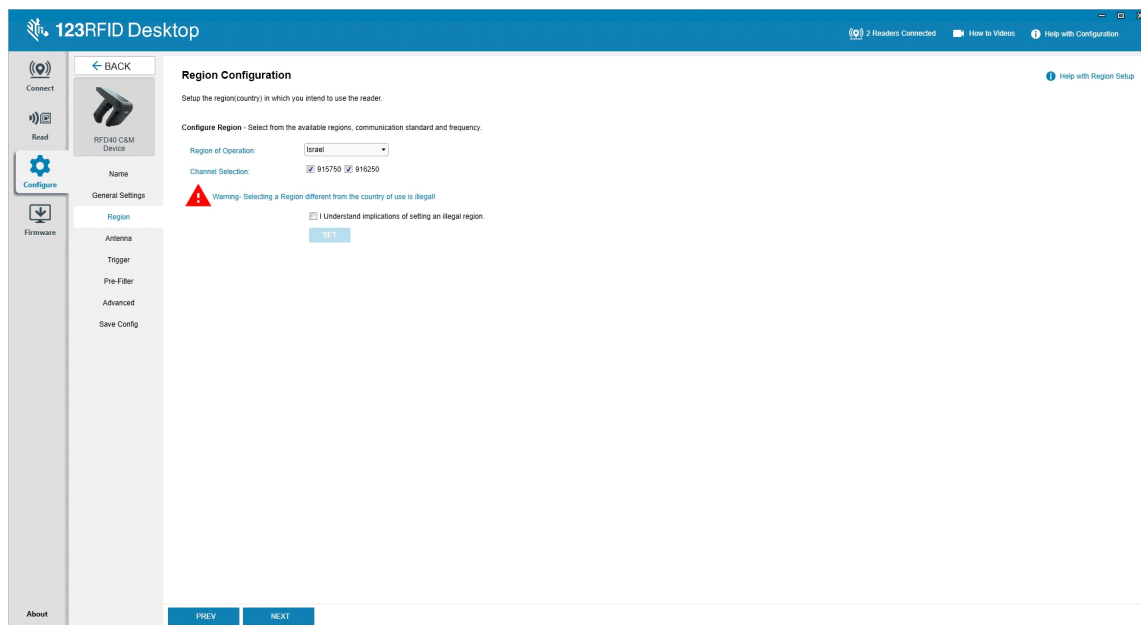 123RFID Desktop
2 Readers Connected
How to Videos
Help with Configuration
Connect
Read
Configure
Firmware
About
BACK
RFD40 C&M
Device
Name
General Settings
Region
Antenna
Trigger
Pre-Filter
Advanced
Save Config
Region Configuration
Help with Region Setup
Setup the region(country) in which you intend to use the reader.
Configure Region - Select from the available regions, communication standard and frequency.
Region of Operation: Israel
Channel Selection: 915750 916250
Warning- Selecting a Region different from the country of use is illegal!
I Understand implications of setting an illegal region.
SET
PREV NEXT